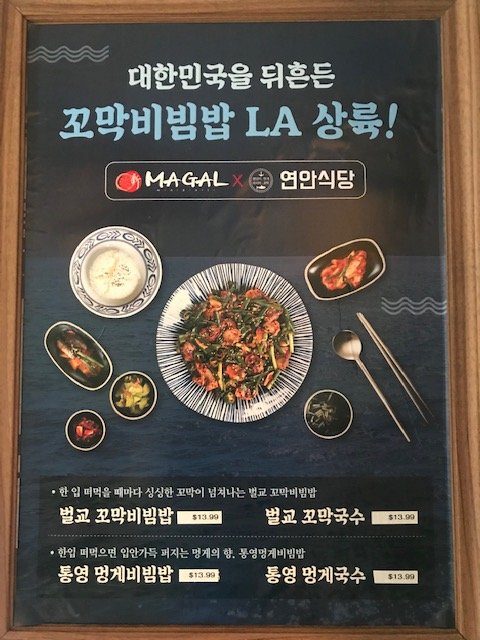 대한민국을 뒤흔든
꼬막비빔밥 LA 상륙!
MAGAL × 연안식당
• 한 입 떠먹을 때마다 싱싱한 꼬막이 넘쳐나는 벌교 꼬막비빔밥
벌교 꼬막비빔밥 $13.99 벌교 꼬막국수 $13.99
• 한입 떠먹으면 입안가득 퍼지는 멍게의 향, 통영멍게비빔밥
통영 멍게비빔밥 $13.99 통영 멍게국수 $13.99